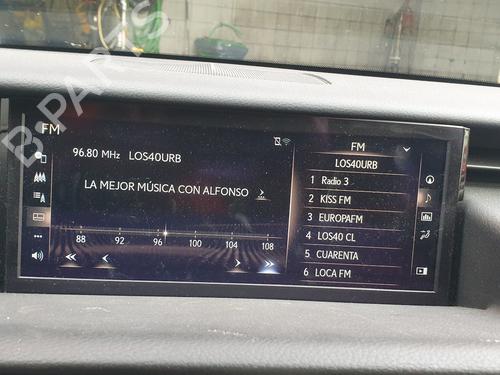 B-PARTS
FM
96.80 MHz LOS40URB
LA MEJOR MÚSICA CON ALFONSO
88 92 96 100 104 108
FM
LOS40URB
1 Radio 3
2 KISS FM
3 EUROPAFM
4 LOS40 CL
5 CUARENTA
6 LOCA FM